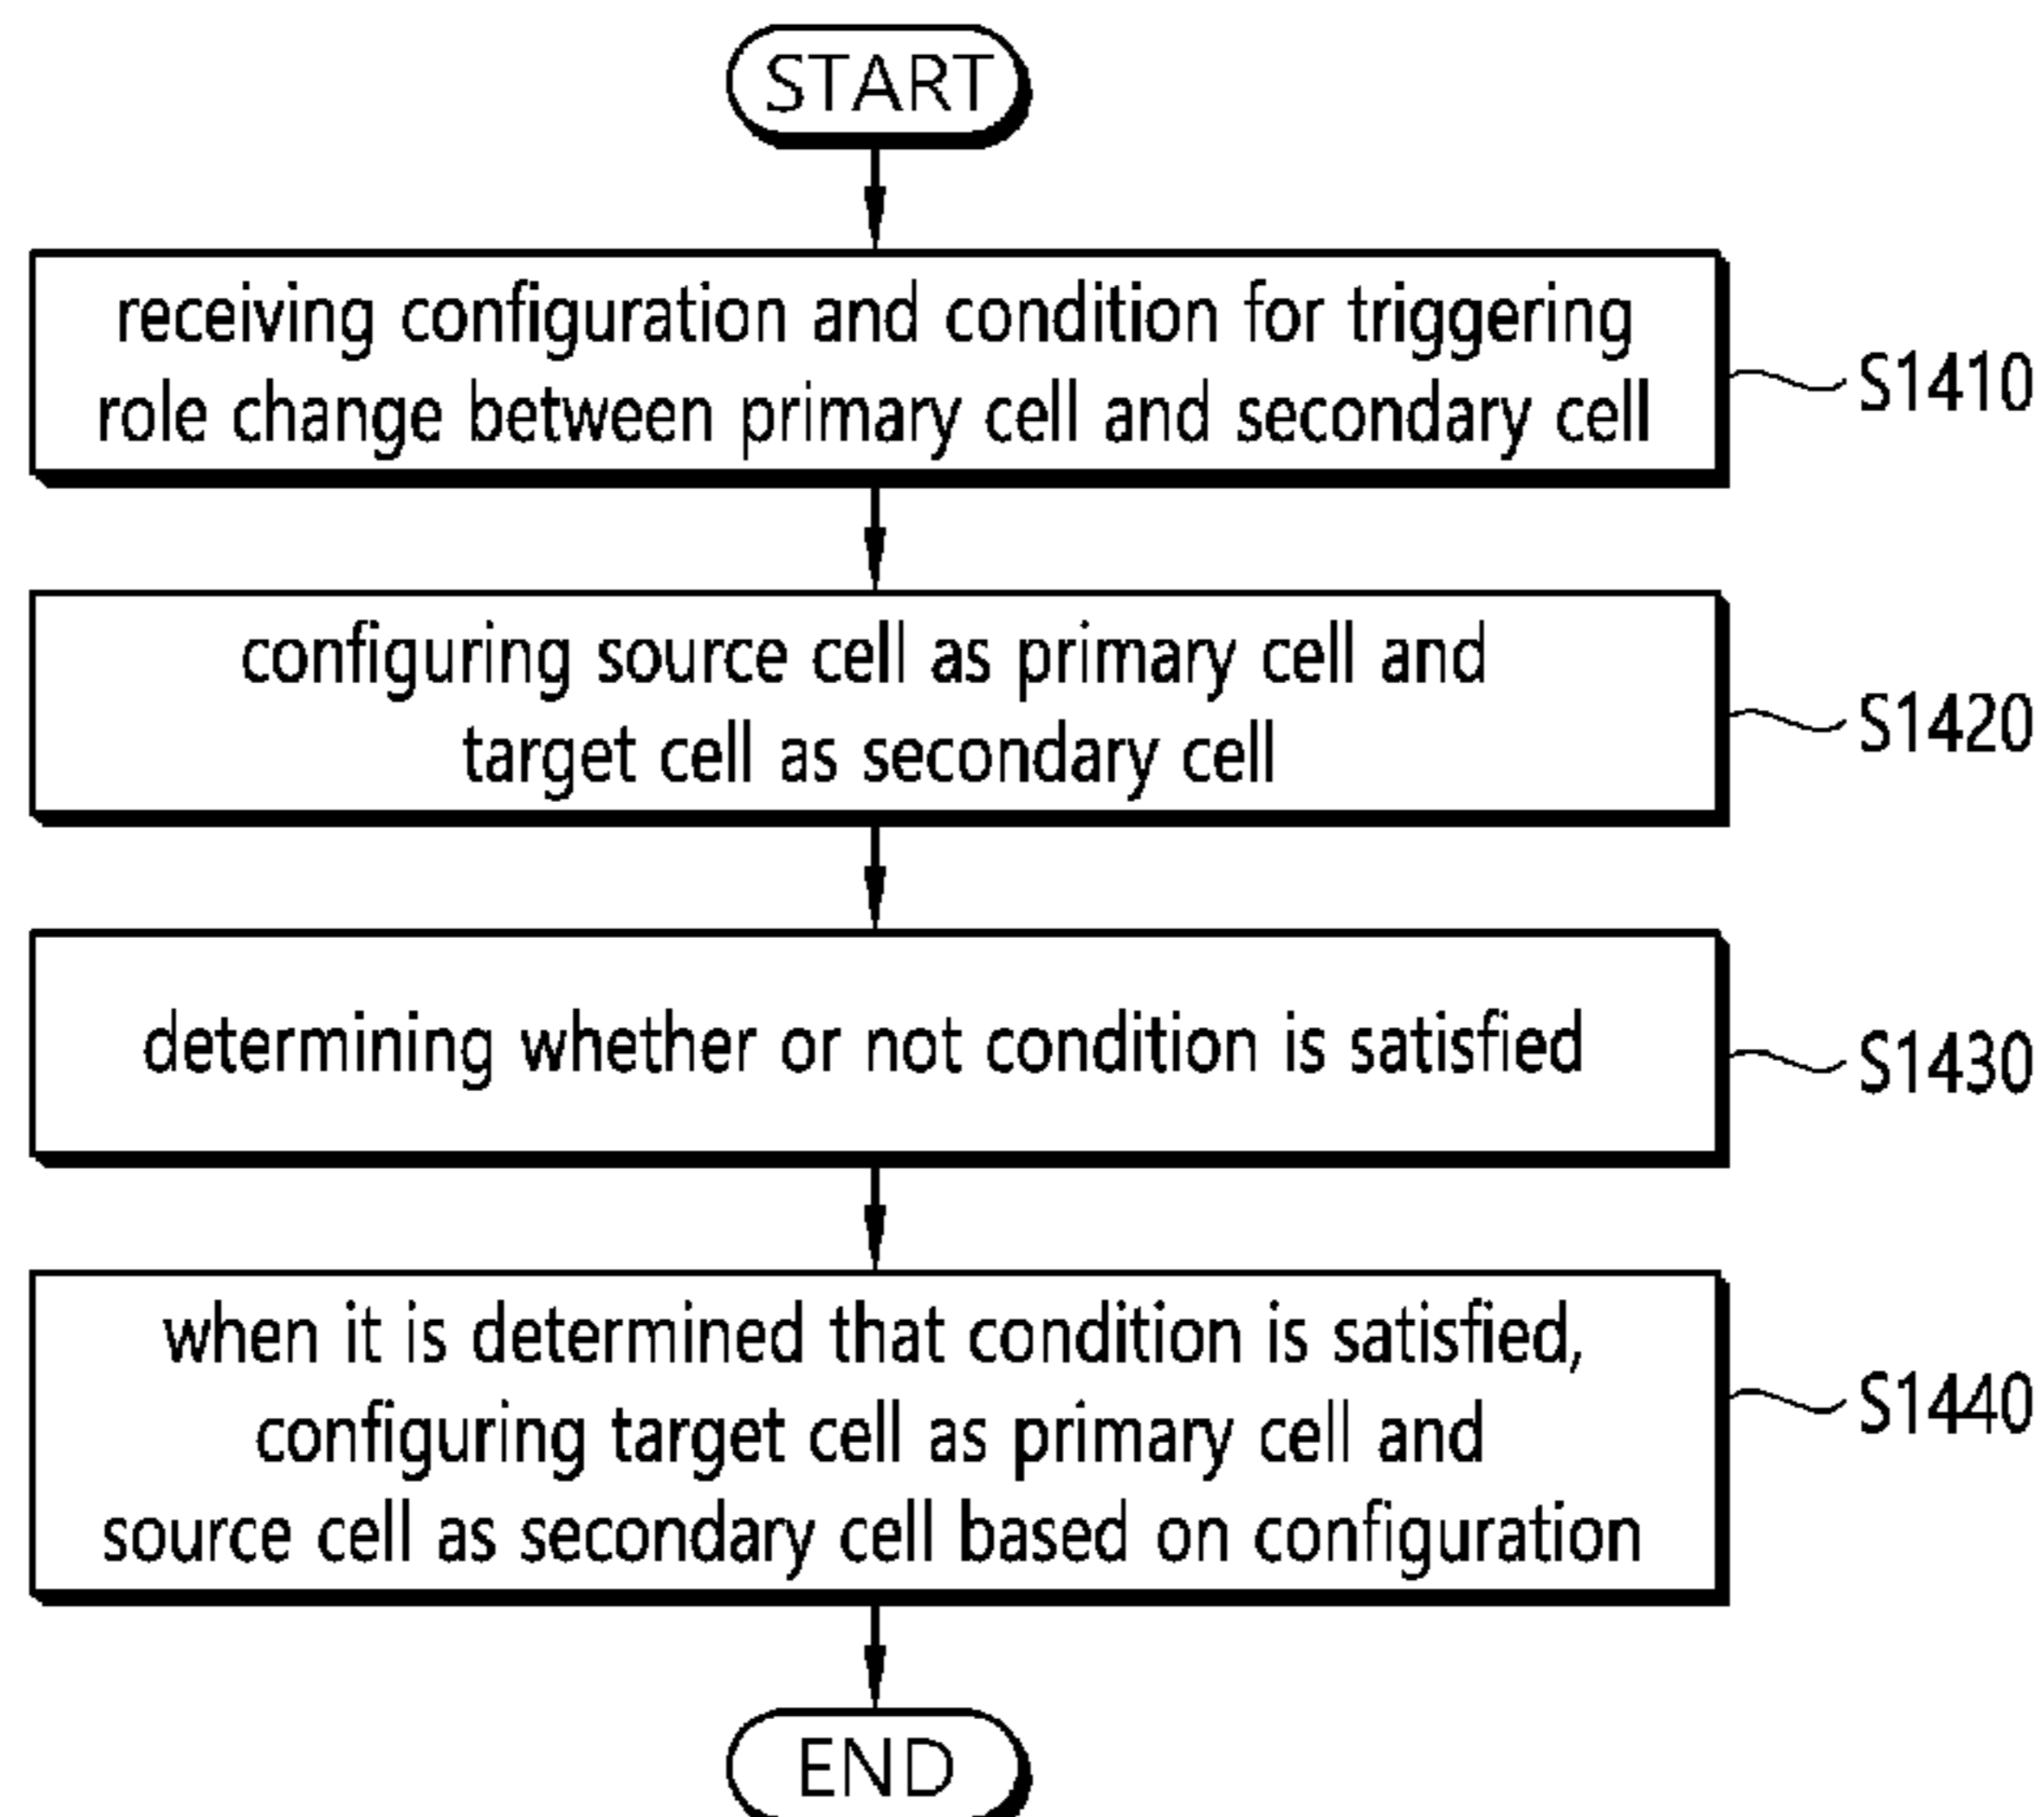 START
receiving configuration and condition for triggering
role change between primary cell and secondary cell
S1410
configuring source cell as primary cell and
target cell as secondary cell
S1420
determining whether or not condition is satisfied
S1430
when it is determined that condition is satisfied,
configuring target cell as primary cell and
source cell as secondary cell based on configuration
S1440
END